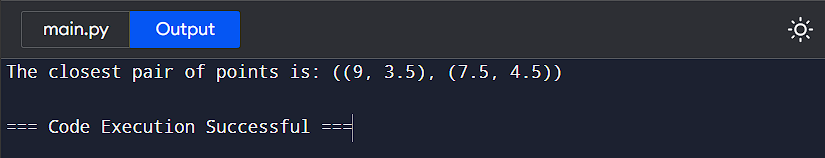 main.py Output
The closest pair of points is: ((9, 3.5), (7.5, 4.5))
=== Code Execution Successful ===